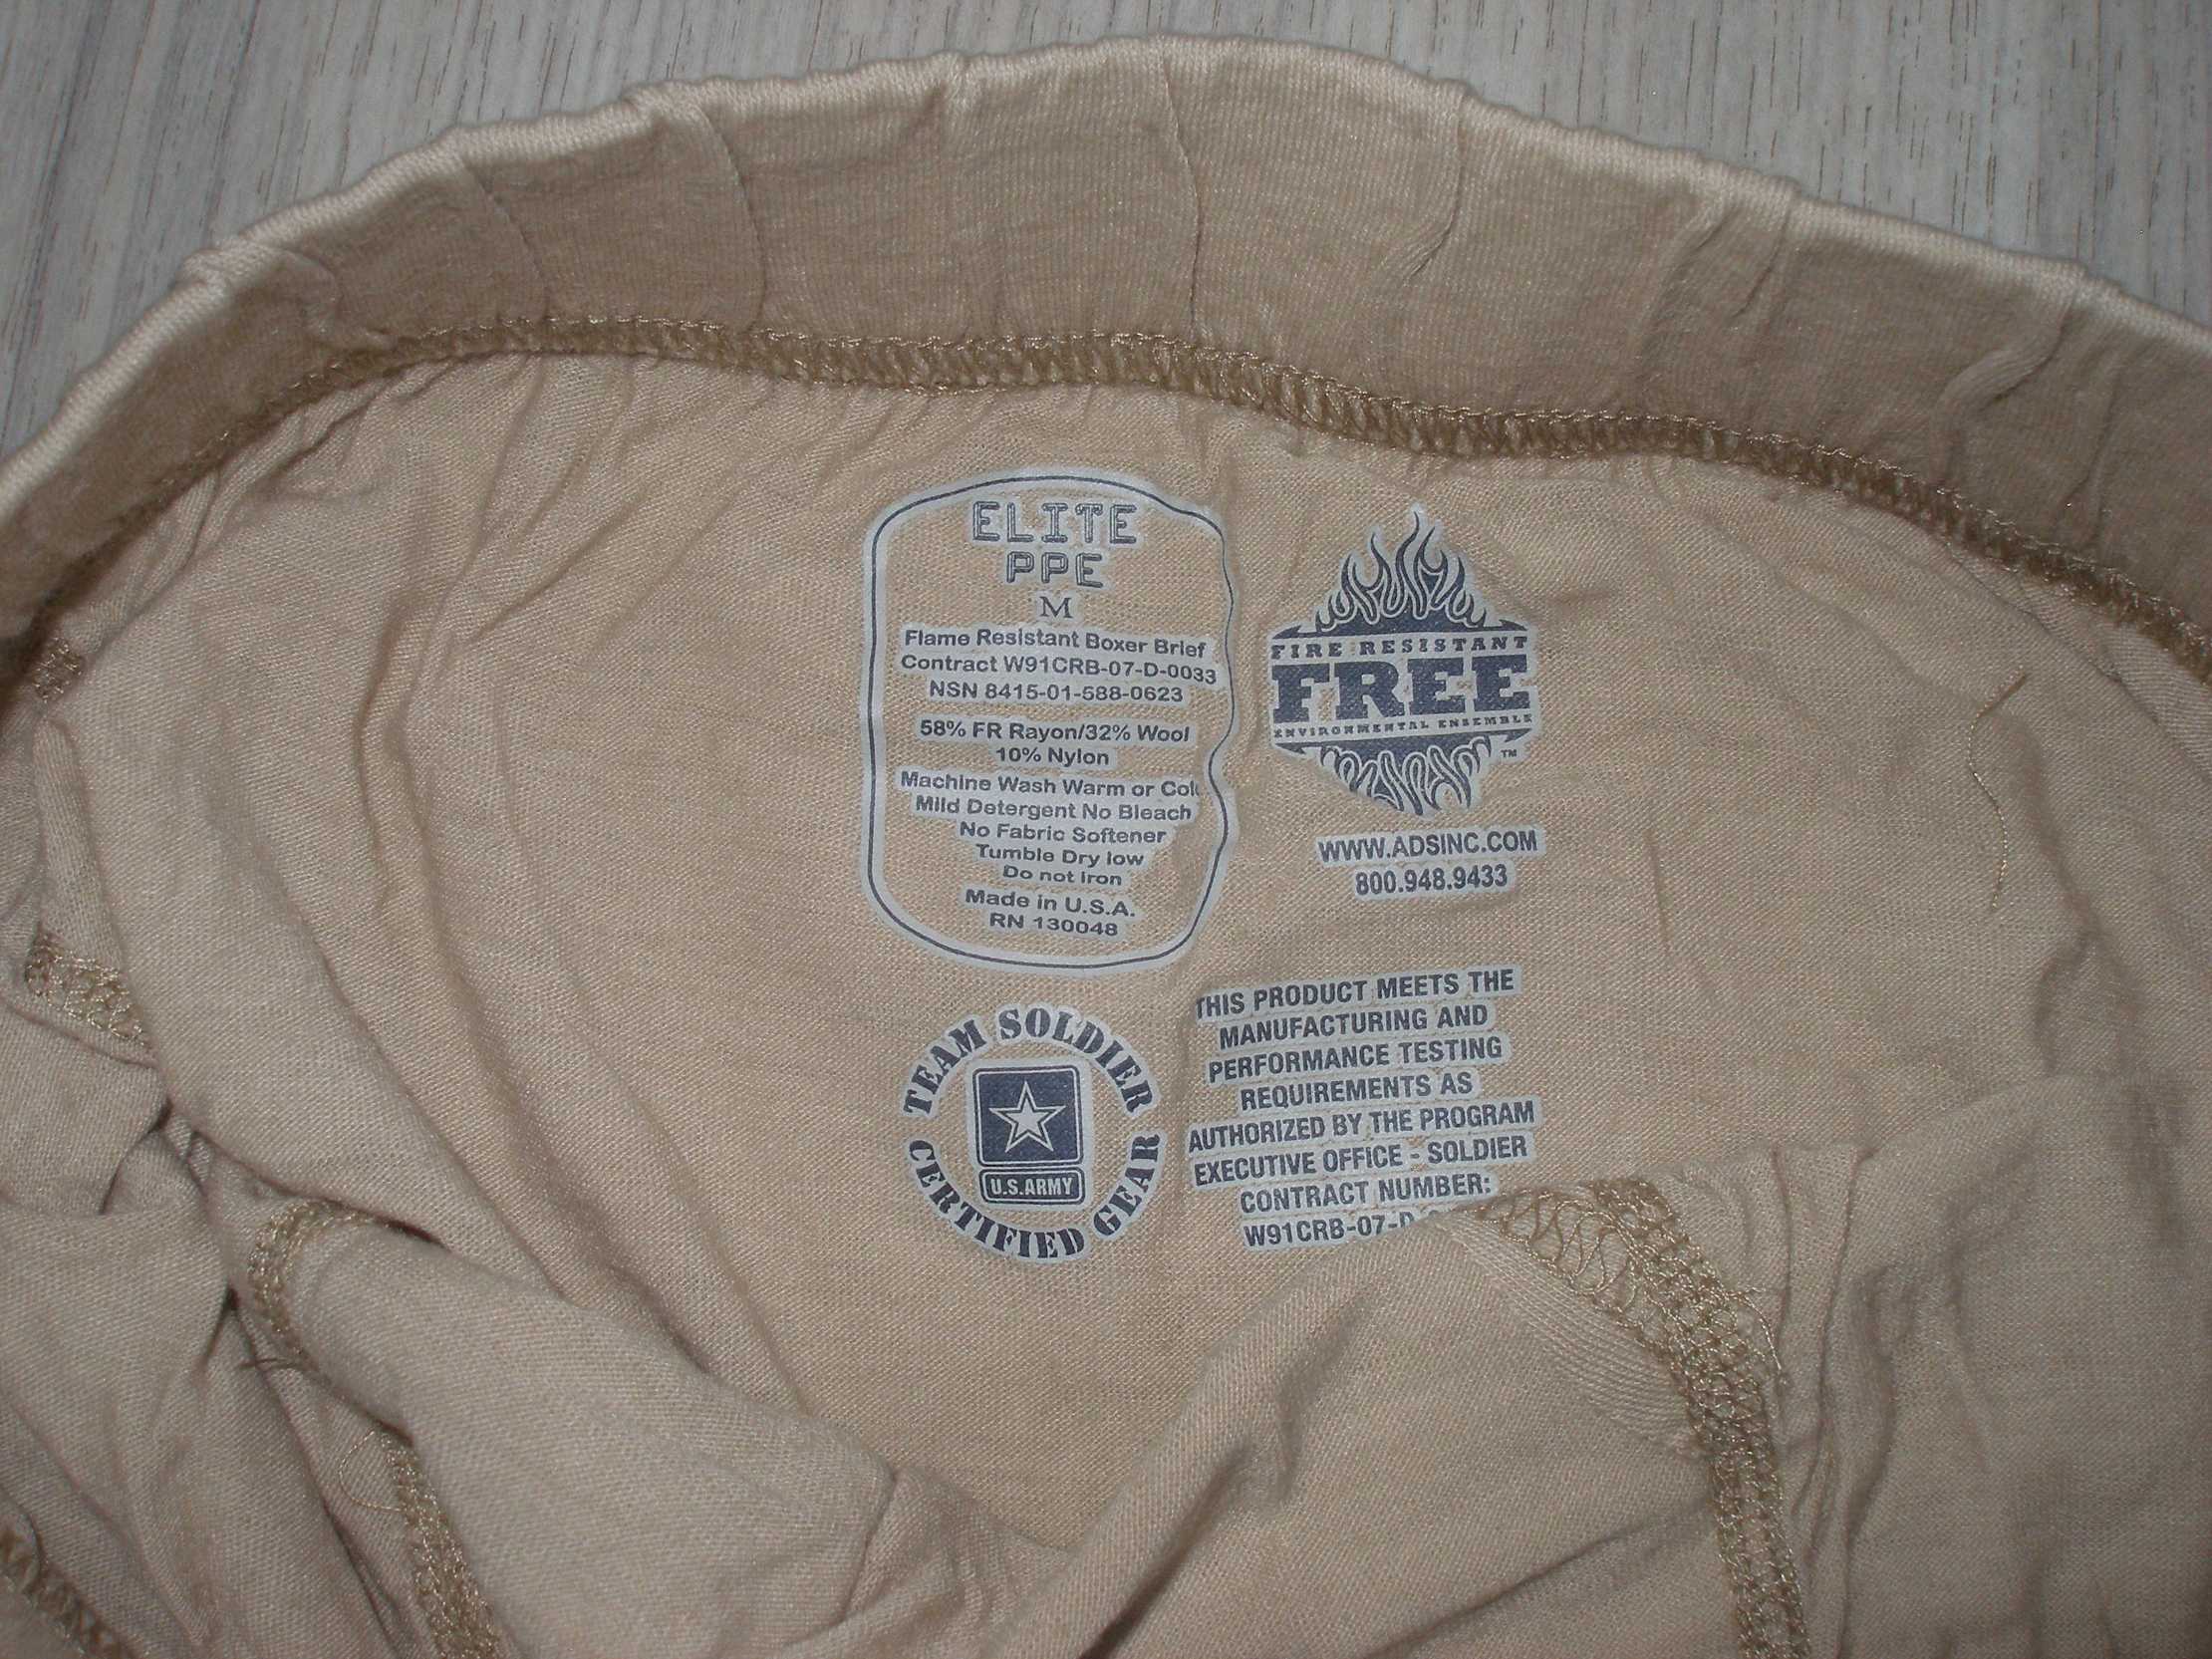 ELITE
PPE
M
Flame Resistant Boxer Brief
Contract W91CRB-07-D-0033
NSN 8415-01-588-0623
58% FR Rayon/32% Wool
10% Nylon
Machine Wash Warm or Col
Mild Detergent No Bleach
No Fabric Softener
Tumble Dry low
Do not iron
Made in U.S.A.
RN 130048
FIRE RESISTANT
FREE
ENVIRONMENTAL ENSEMBLE
TM
WWW.ADSINC.COM
800.948.9433
TEAM SOLDIER
U.S.ARMY
CERTIFIED GEAR
THIS PRODUCT MEETS THE
MANUFACTURING AND
PERFORMANCE TESTING
REQUIREMENTS AS
AUTHORIZED BY THE PROGRAM
EXECUTIVE OFFICE - SOLDIER
CONTRACT NUMBER:
W91CRB-07-D